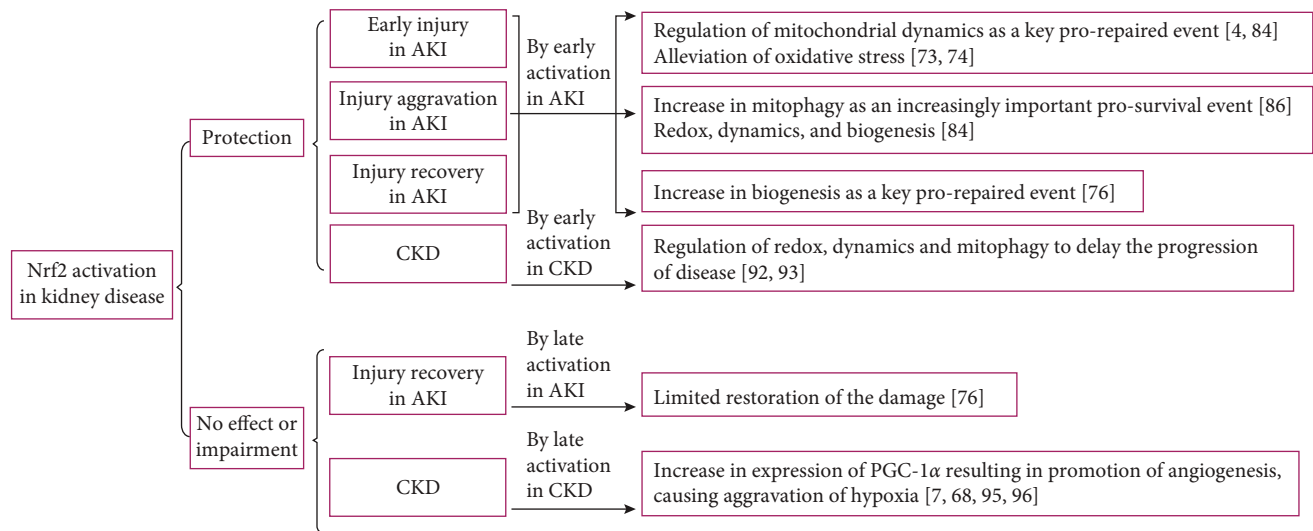 Nrf2 activation
in kidney disease
Protection
Early injury
in AKI
Injury aggravation
in AKI
Injury recovery
in AKI
CKD
By early
activation
in AKI
By early
activation
in CKD
Regulation of mitochondrial dynamics as a key pro-repaired event [4, 84]
Alleviation of oxidative stress [73, 74]
Increase in mitophagy as an increasingly important pro-survival event [86]
Redox, dynamics, and biogenesis [84]
Increase in biogenesis as a key pro-repaired event [76]
Regulation of redox, dynamics and mitophagy to delay the progression
of disease [92, 93]
No effect or
impairment
Injury recovery
in AKI
By late
activation
in AKI
Limited restoration of the damage [76]
CKD
By late
activation
in CKD
Increase in expression of PGC-1α resulting in promotion of angiogenesis,
causing aggravation of hypoxia [7, 68, 95, 96]